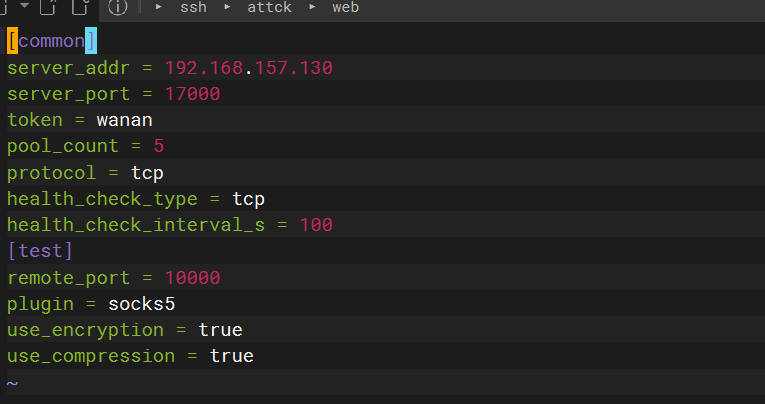 ssh attck web
[common]
server_addr = 192.168.157.130
server_port = 17000
token = wanan
pool_count = 5
protocol = tcp
health_check_type = tcp
health_check_interval_s = 100
[test]
remote_port = 10000
plugin = socks5
use_encryption = true
use_compression = true
~